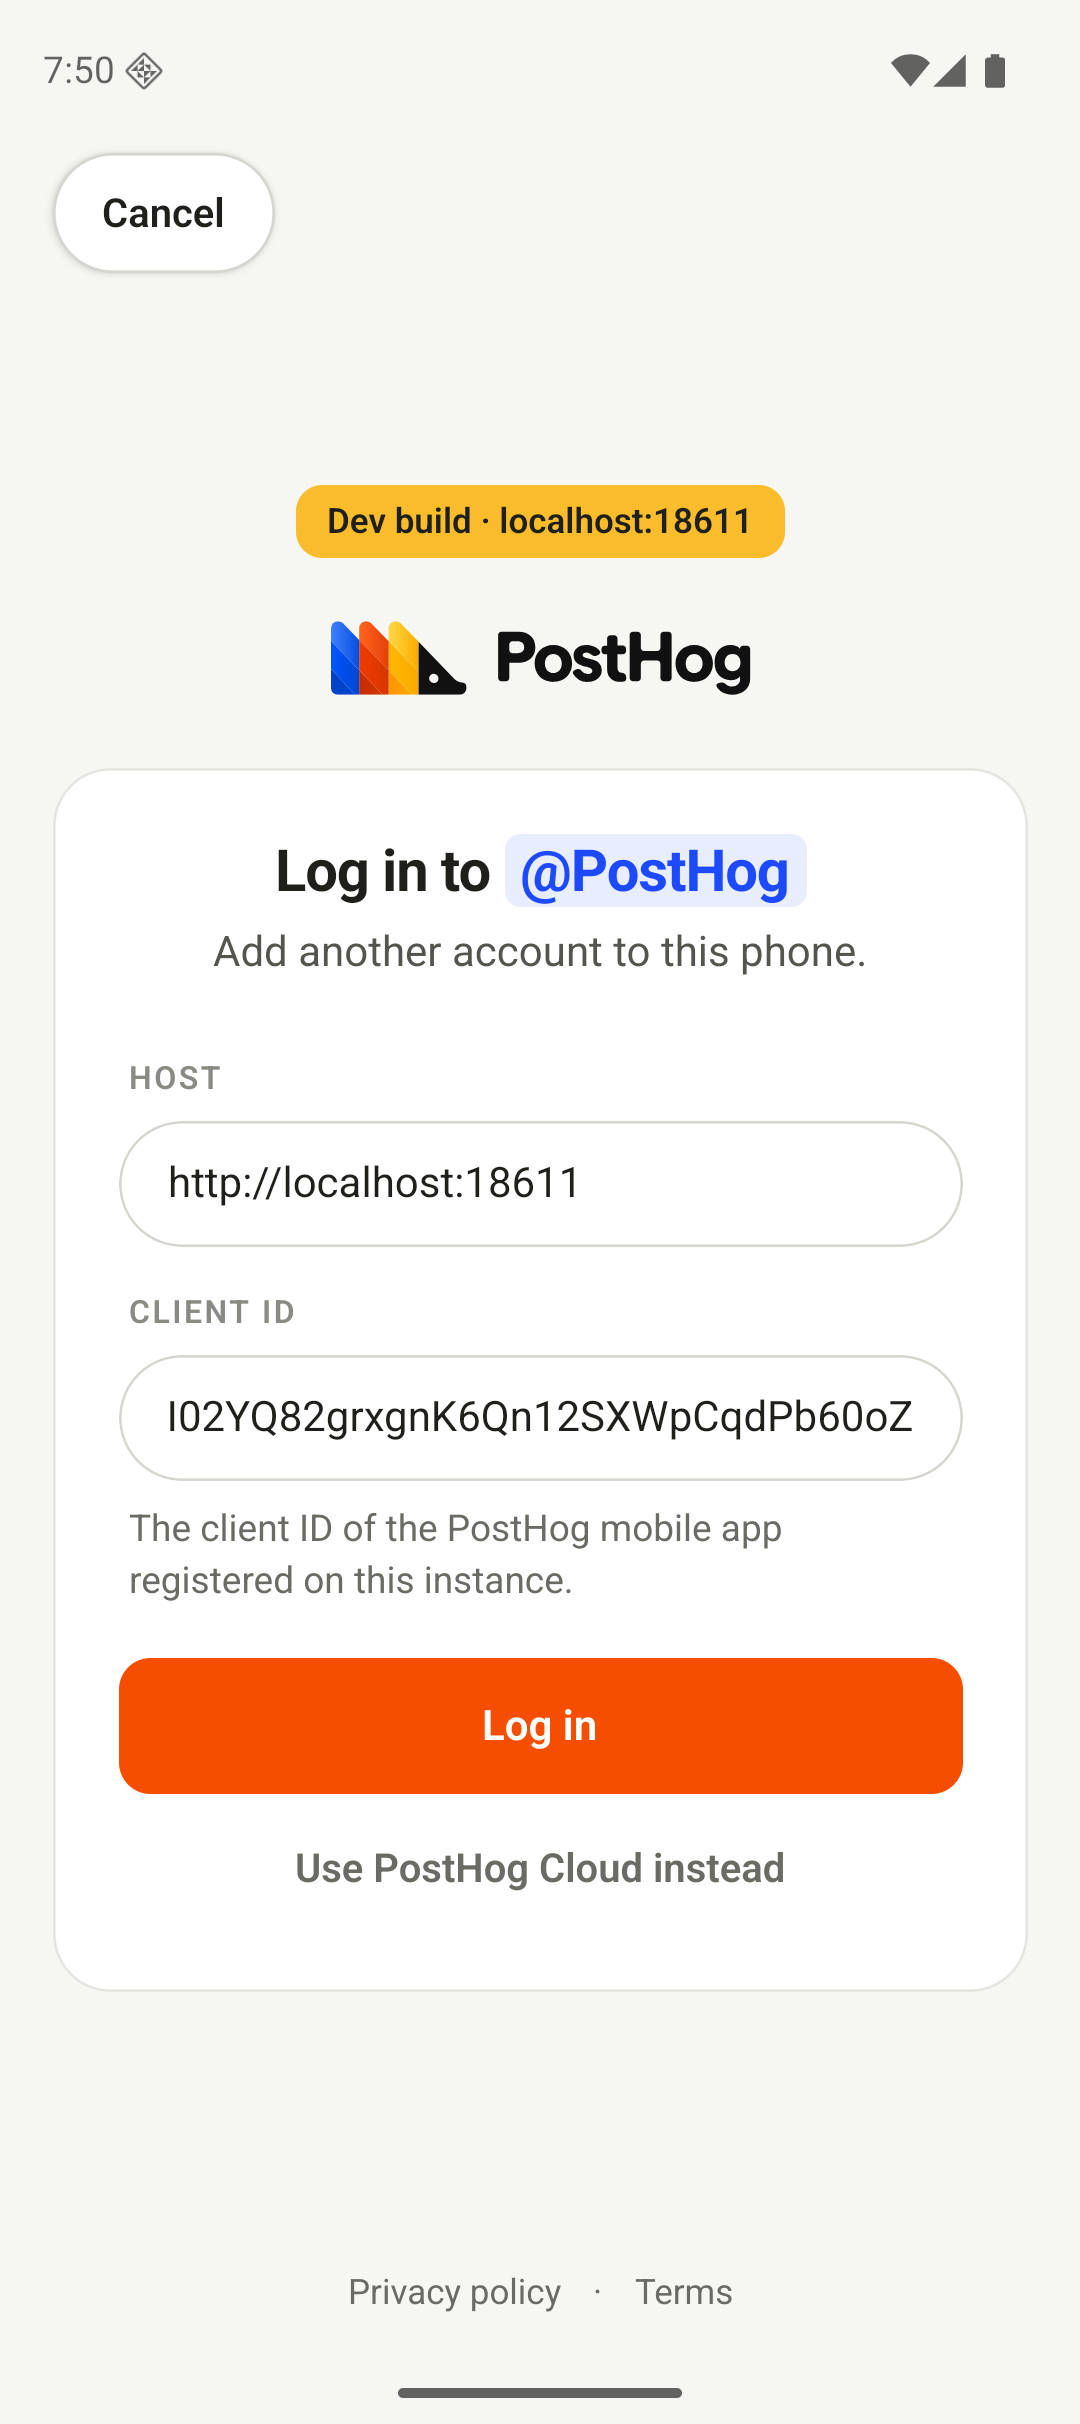 7:50
Cancel
Dev build · localhost:18611
PostHog
Log in to @PostHog
Add another account to this phone.
HOST
http://localhost:18611
CLIENT ID
I02YQ82grxgnK6Qn12SXWpCqdPb60oZ
The client ID of the PostHog mobile app
registered on this instance.
Log in
Use PostHog Cloud instead
Privacy policy · Terms